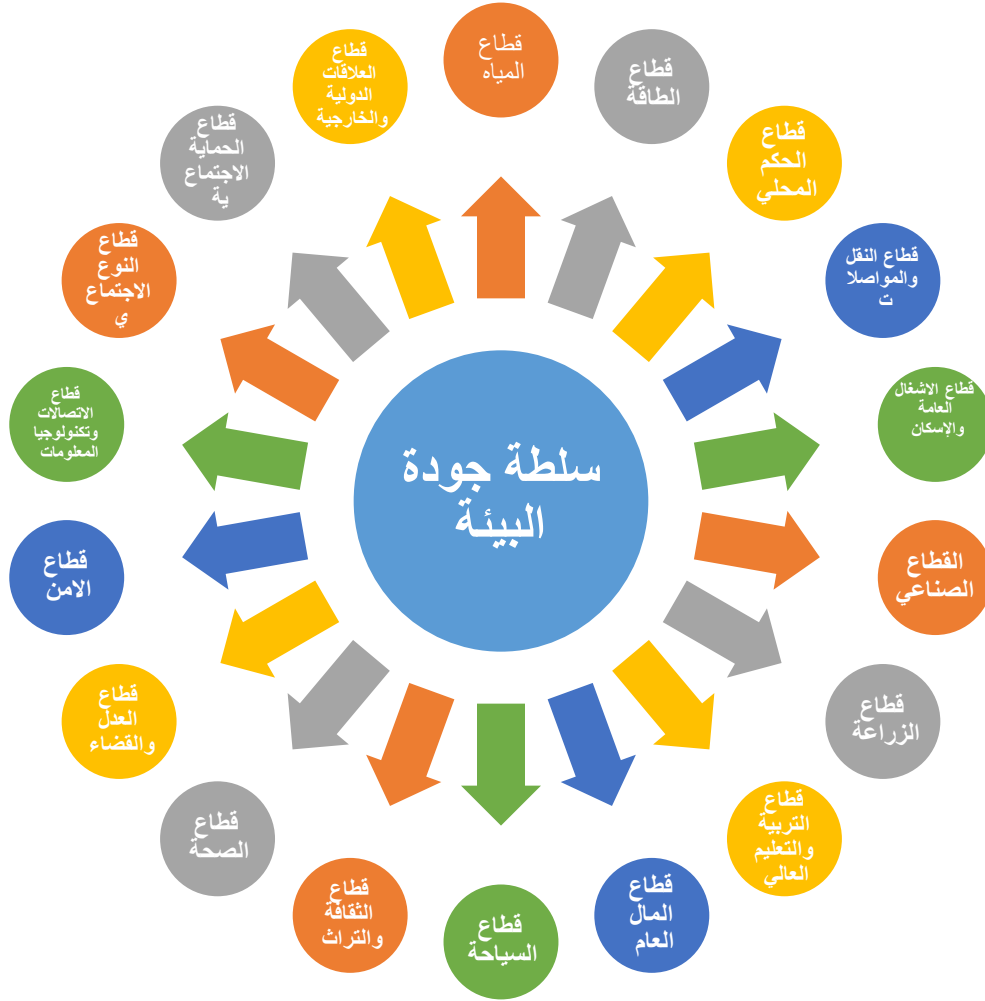 سلطة جودة
البيئة
قطاع
المياه
قطاع
الطاقة
قطاع
الحكم
المحلي
قطاع النقل
والمواصلا
ت
قطاع الاشغال
العامة
والإسكان
القطاع
الصناعي
قطاع
الزراعة
قطاع
التربية
والتعليم
العالي
قطاع
المال
العام
قطاع
السياحة
قطاع
الثقافة
والتراث
قطاع
الصحة
قطاع
العدل
والقضاء
قطاع
الامن
قطاع
الاتصالات
وتكنولوجيا
المعلومات
قطاع
النوع
الاجتماع
ي
قطاع
الحماية
الاجتماع
ية
قطاع
العلاقات
الدولية
والخارجية